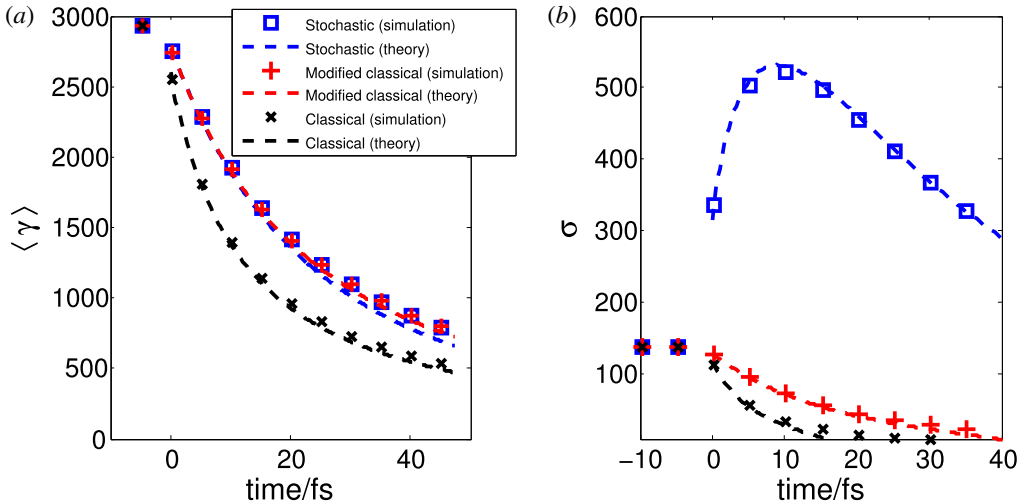 (a)
3000
2500
2000
1500
1000
500
0
⟨ γ ⟩
0
20
40
time/fs
Stochastic (simulation)
Stochastic (theory)
Modified classical (simulation)
Modified classical (theory)
Classical (simulation)
Classical (theory)
(b)
600
500
400
300
200
100
σ
−10
0
10
20
30
40
time/fs